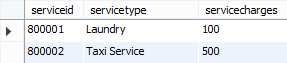 serviceid servicetype servicecharges
800001 Laundry 100
800002 Taxi Service 500